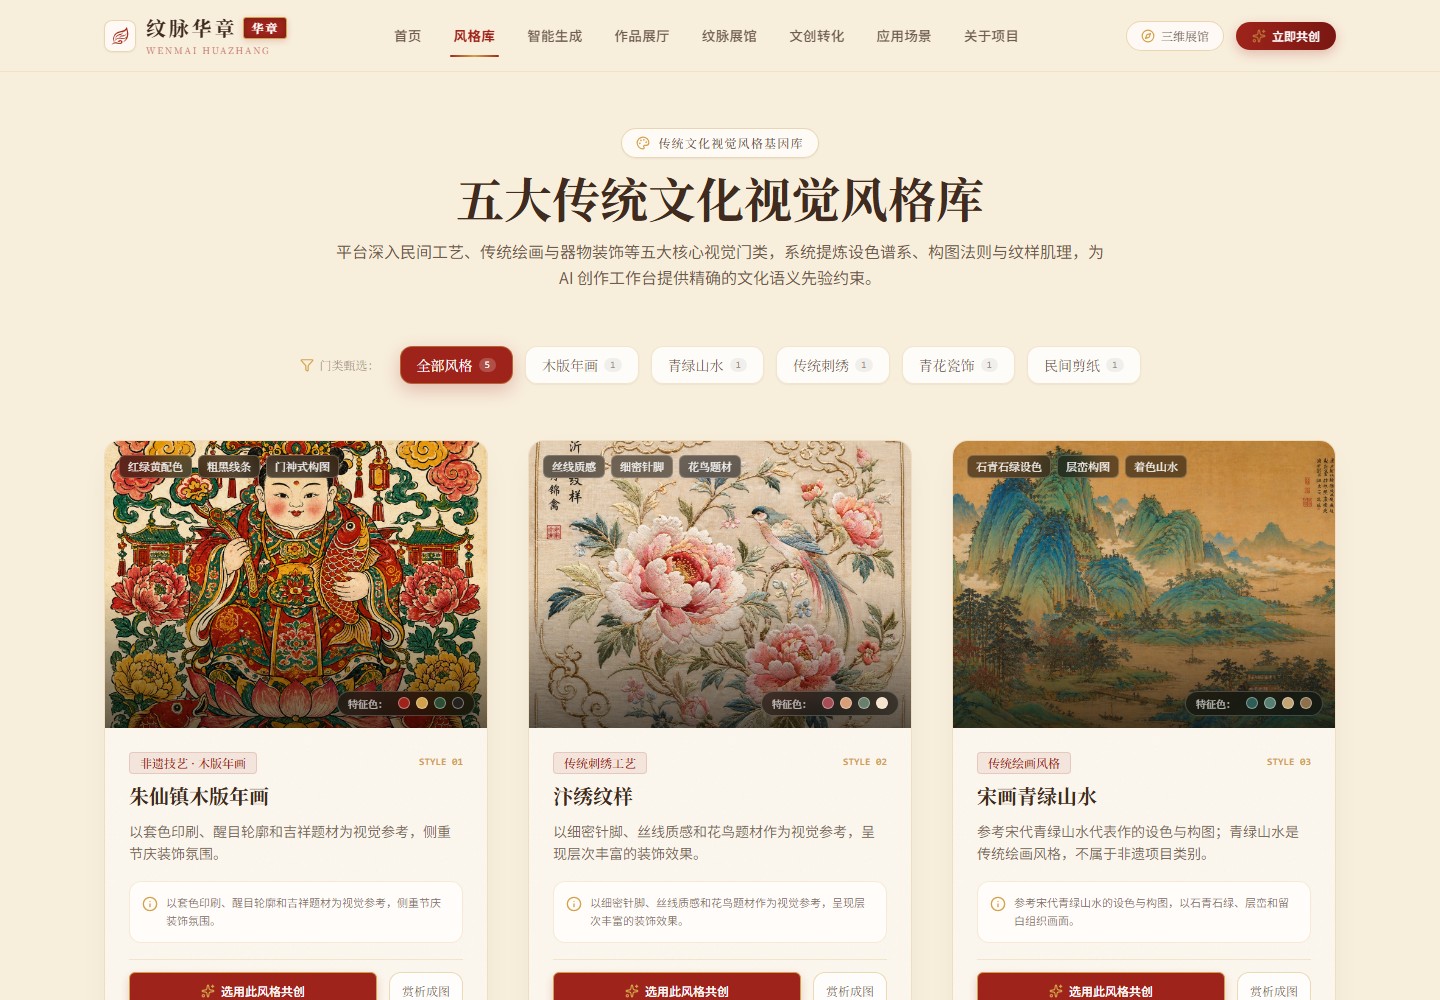 纹脉华章 华章
WENMAI HUAZHANG
首页 风格库 智能生成 作品展厅 纹脉展馆 文创转化 应用场景 关于项目
三维展馆 立即共创
传统文化视觉风格基因库
五大传统文化视觉风格库
平台深入民间工艺、传统绘画与器物装饰等五大核心视觉门类，系统提炼设色谱系、构图法则与纹样肌理，为
AI 创作工作台提供精确的文化语义先验约束。
门类甄选： 全部风格 5 木版年画 1 青绿山水 1 传统刺绣 1 青花瓷饰 1 民间剪纸 1
红绿黄配色 粗黑线条 门神式构图
特征色：
非遗技艺 · 木版年画 STYLE 01
朱仙镇木版年画
以套色印刷、醒目轮廓和吉祥题材为视觉参考，侧重
节庆装饰氛围。
以套色印刷、醒目轮廓和吉祥题材为视觉参考，侧重节庆
装饰氛围。
选用此风格共创 赏析成图
丝线质感 细密针脚 花鸟题材
特征色：
传统刺绣工艺 STYLE 02
汴绣纹样
以细密针脚、丝线质感和花鸟题材作为视觉参考，呈
现层次丰富的装饰效果。
以细密针脚、丝线质感和花鸟题材作为视觉参考，呈现层
次丰富的装饰效果。
选用此风格共创 赏析成图
石青石绿设色 层峦构图 着色山水
特征色：
传统绘画风格 STYLE 03
宋画青绿山水
参考宋代青绿山水代表作的设色与构图；青绿山水是
传统绘画风格，不属于非遗项目类别。
参考宋代青绿山水的设色与构图，以石青石绿、层峦和留
白组织画面。
选用此风格共创 赏析成图